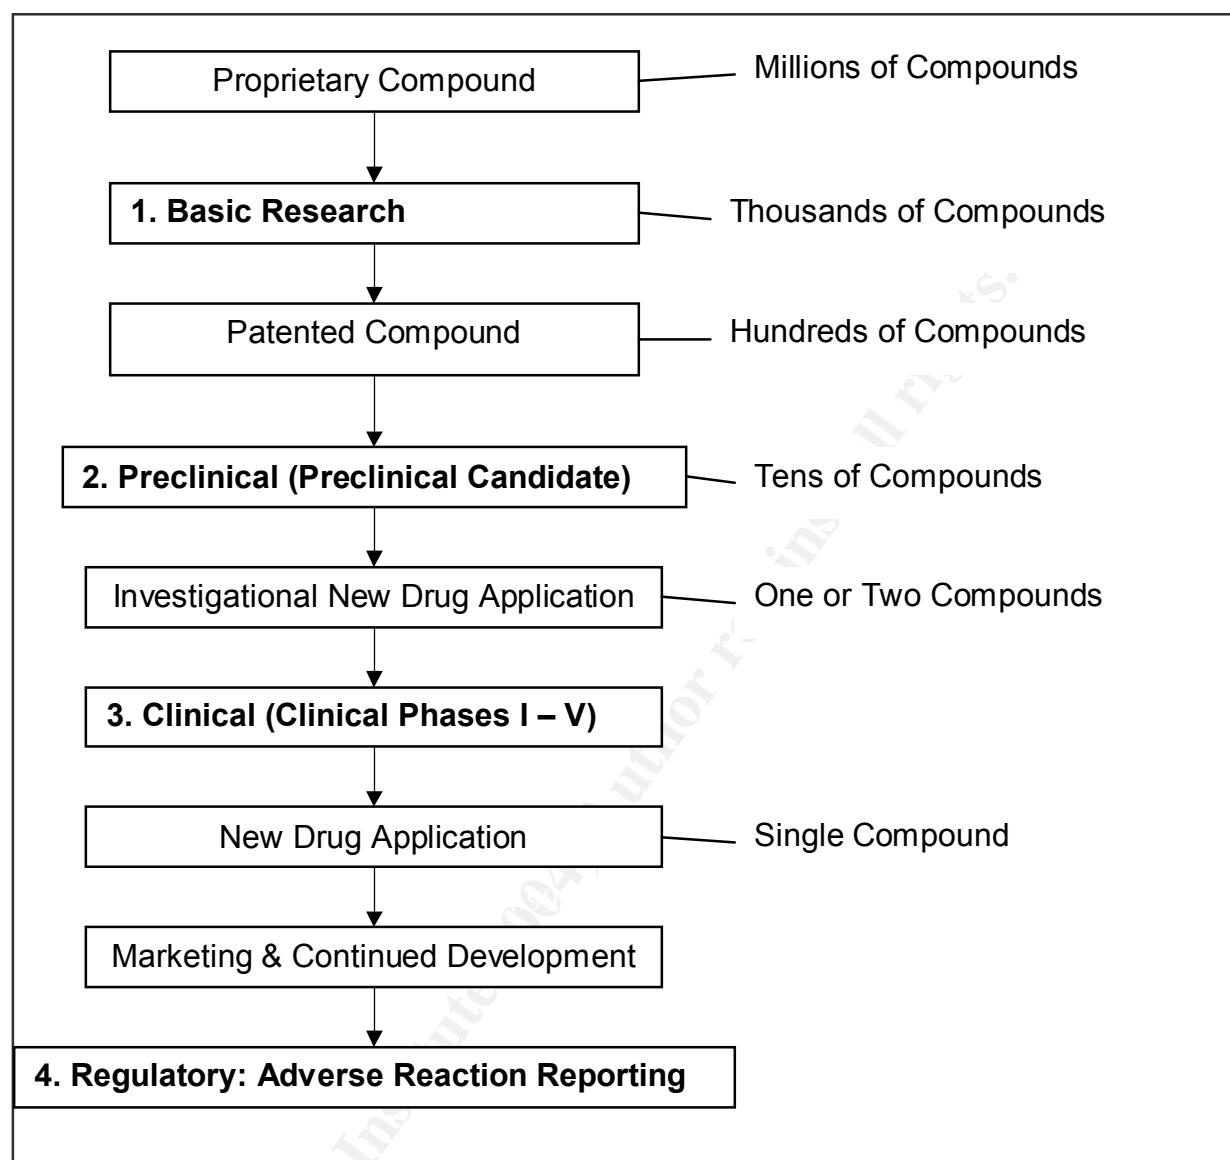 Proprietary Compound
Millions of Compounds
1. Basic Research
Thousands of Compounds
Patented Compound
Hundreds of Compounds
2. Preclinical (Preclinical Candidate)
Tens of Compounds
Investigational New Drug Application
One or Two Compounds
3. Clinical (Clinical Phases I – V)
New Drug Application
Single Compound
Marketing & Continued Development
4. Regulatory: Adverse Reaction Reporting